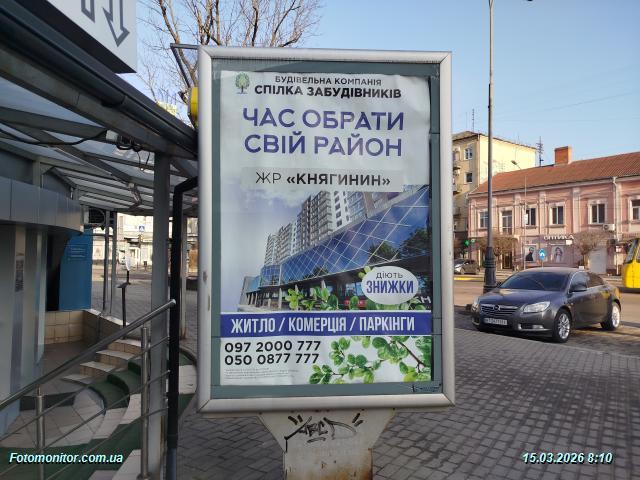 БУДІВЕЛЬНА КОМПАНІЯ
СПІЛКА ЗАБУДІВНИКІВ
ЧАС ОБРАТИ
СВІЙ РАЙОН
ЖР «КНЯГИНИН»
ДІЮТЬ
ЗНИЖКИ
ЖИТЛО / КОМЕРЦІЯ / ПАРКІНГИ
097 2000 777
050 0877 777
ОПТИКА
Fotomonitor.com.ua
15.03.2026 8:10